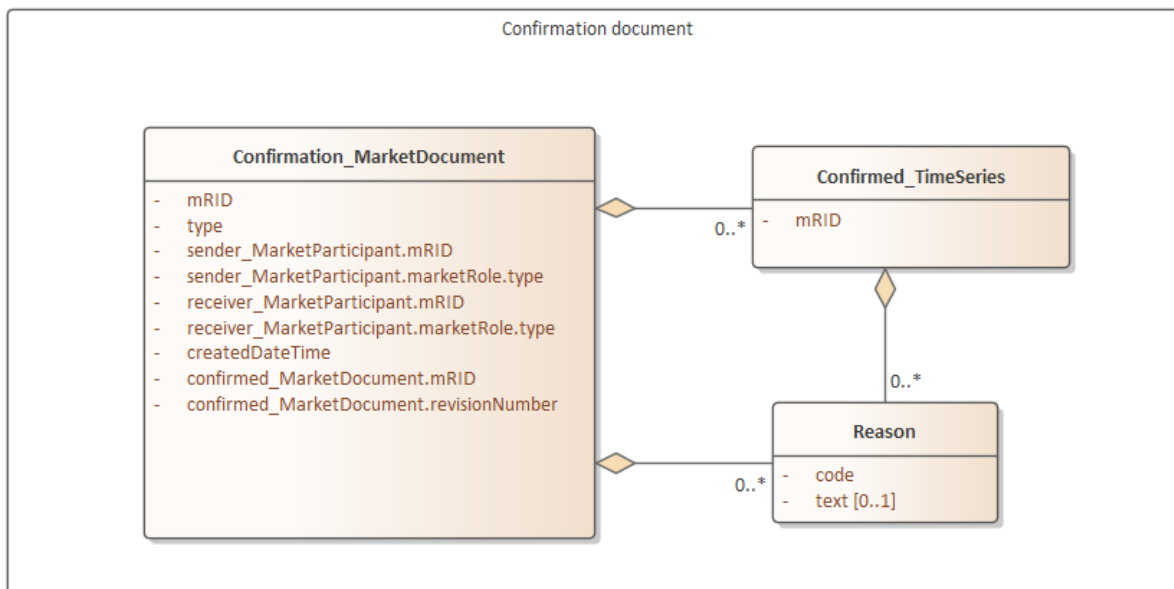 Confirmation document
Confirmation_MarketDocument
- mRID
- type
- sender_MarketParticipant.mRID
- sender_MarketParticipant.marketRole.type
- receiver_MarketParticipant.mRID
- receiver_MarketParticipant.marketRole.type
- createdDateTime
- confirmed_MarketDocument.mRID
- confirmed_MarketDocument.revisionNumber
0..*
Confirmed_TimeSeries
- mRID
0..*
0..*
Reason
- code
- text [0..1]